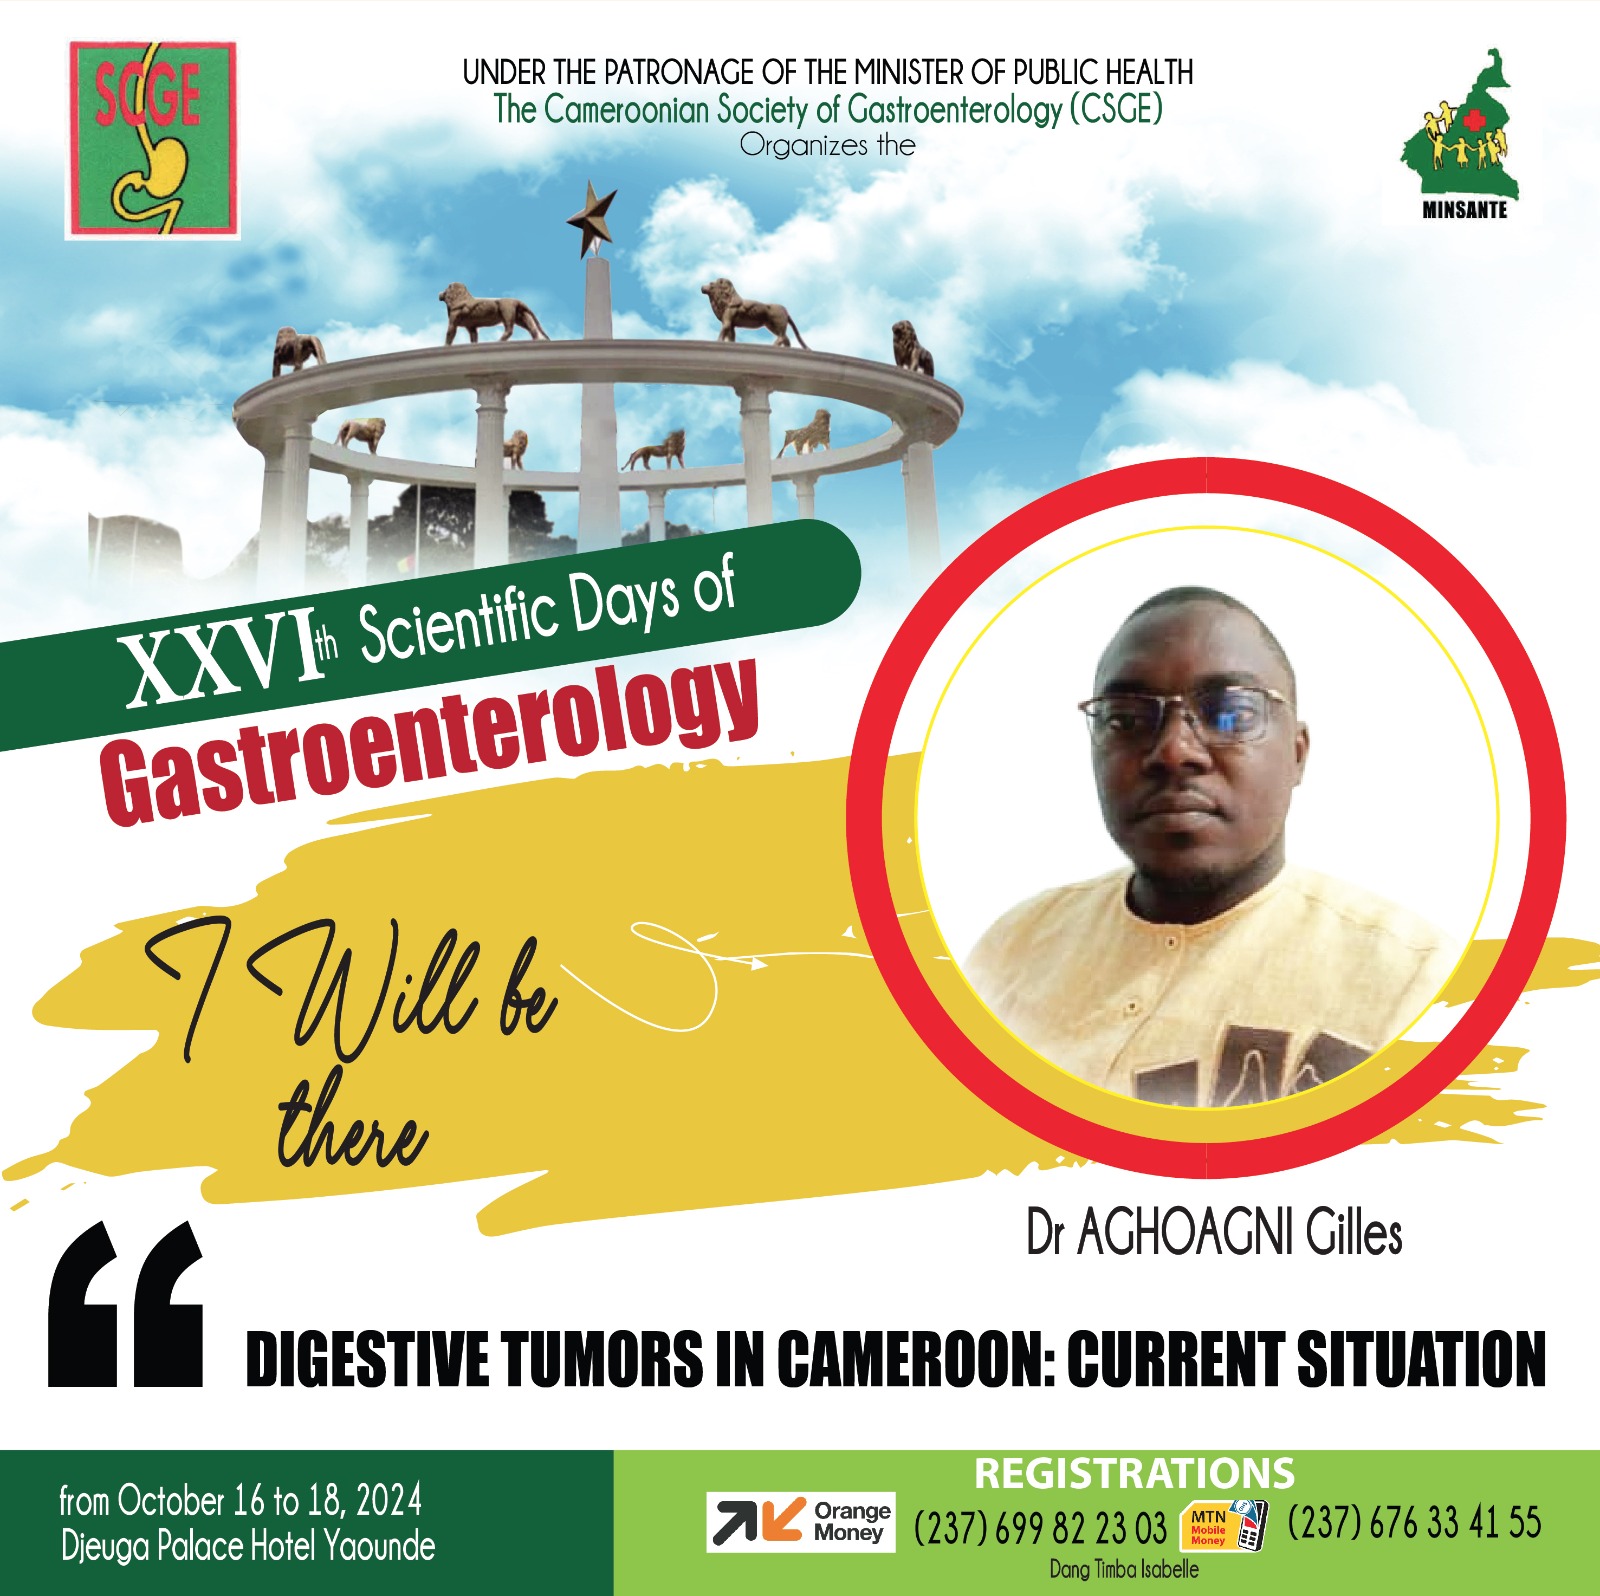 SCGE
UNDER THE PATRONAGE OF THE MINISTER OF PUBLIC HEALTH
The Cameroonian Society of Gastroenterology (CSGE)
Organizes the
MINSANTE
XXVIth Scientific Days of
Gastroenterology
I Will be
there
Dr AGHOAGNI Gilles
“
DIGESTIVE TUMORS IN CAMEROON: CURRENT SITUATION
from October 16 to 18, 2024
Djeuga Palace Hotel Yaounde
REGISTRATIONS
Orange
Money
(237) 699 82 23 03
MTN
Mobile
Money
(237) 676 33 41 55
Dang Timba Isabelle